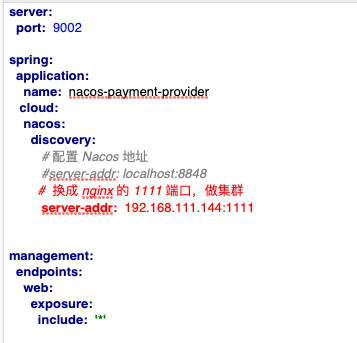 server:
port: 9002
spring:
application:
name: nacos-payment-provider
cloud:
nacos:
discovery:
# 配置 Nacos 地址
#server-addr: localhost:8848
# 换成 nginx 的 1111 端口，做集群
server-addr: 192.168.111.144:1111
management:
endpoints:
web:
exposure:
include: '*'